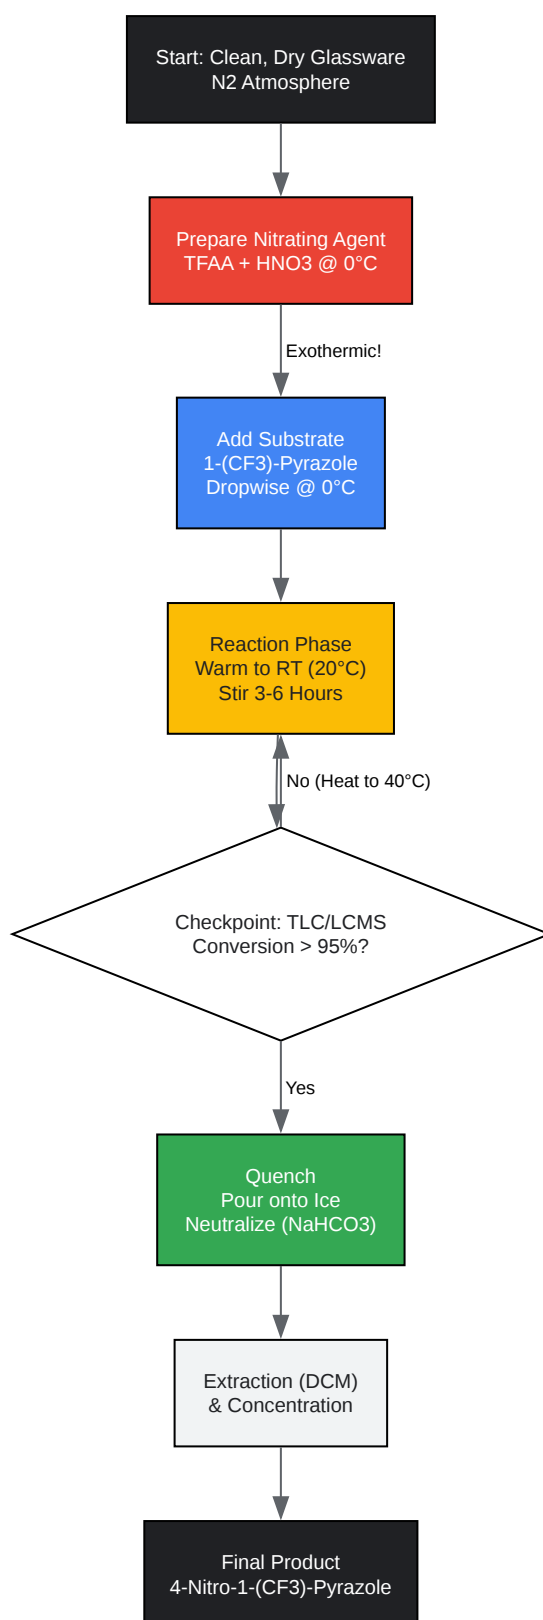 Start: Clean, Dry Glassware
N2 Atmosphere
Prepare Nitrating Agent
TFAA + HNO3 @ 0°C
Exothermic!
Add Substrate
1-(CF3)-Pyrazole
Dropwise @ 0°C
Reaction Phase
Warm to RT (20°C)
Stir 3-6 Hours
No (Heat to 40°C)
Checkpoint: TLC/LCMS
Conversion > 95%?
Yes
Quench
Pour onto Ice
Neutralize (NaHCO3)
Extraction (DCM)
& Concentration
Final Product
4-Nitro-1-(CF3)-Pyrazole